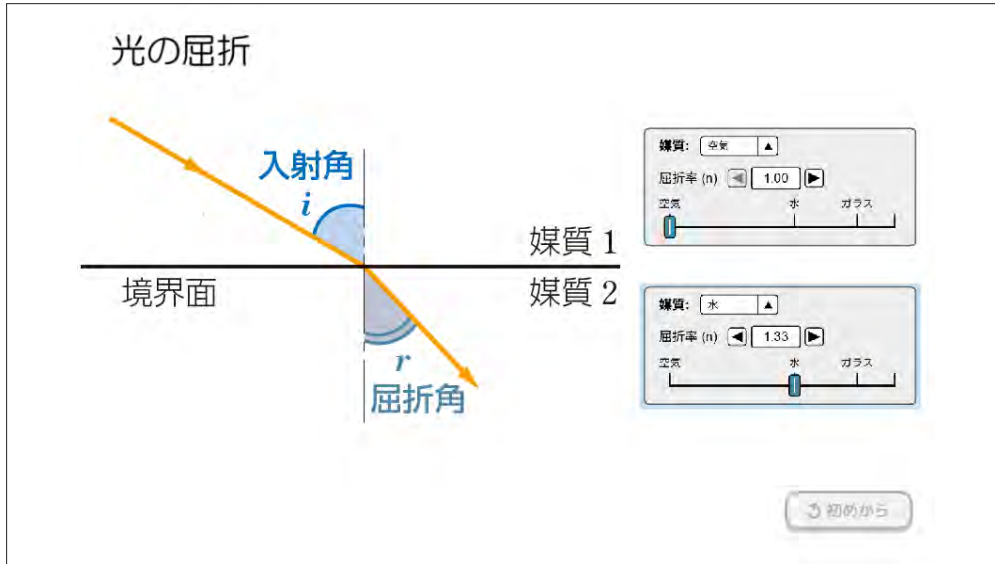 光の屈折
入射角
i
媒質 1
境界面
媒質 2
r
屈折角
媒質: 空気 ▲
屈折率 (n) ◀ 1.00 ▶
空気 水 ガラス
媒質: 水 ▲
屈折率 (n) ◀ 1.33 ▶
空気 水 ガラス
初めから